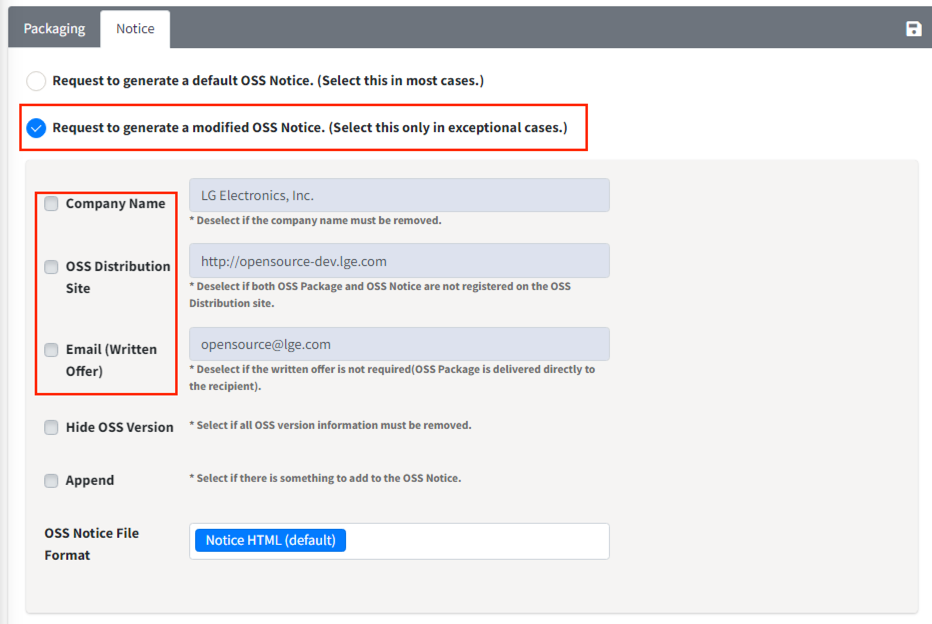 Packaging
Notice
Request to generate a default OSS Notice. (Select this in most cases.)
Request to generate a modified OSS Notice. (Select this only in exceptional cases.)
Company Name
LG Electronics, Inc.
* Deselect if the company name must be removed.
OSS Distribution
Site
http://opensource-dev.lge.com
* Deselect if both OSS Package and OSS Notice are not registered on the OSS
Distribution site.
Email (Written
Offer)
opensource@lge.com
* Deselect if the written offer is not required(OSS Package is delivered directly to
the recipient).
Hide OSS Version
* Select if all OSS version information must be removed.
Append
* Select if there is something to add to the OSS Notice.
OSS Notice File
Format
Notice HTML (default)